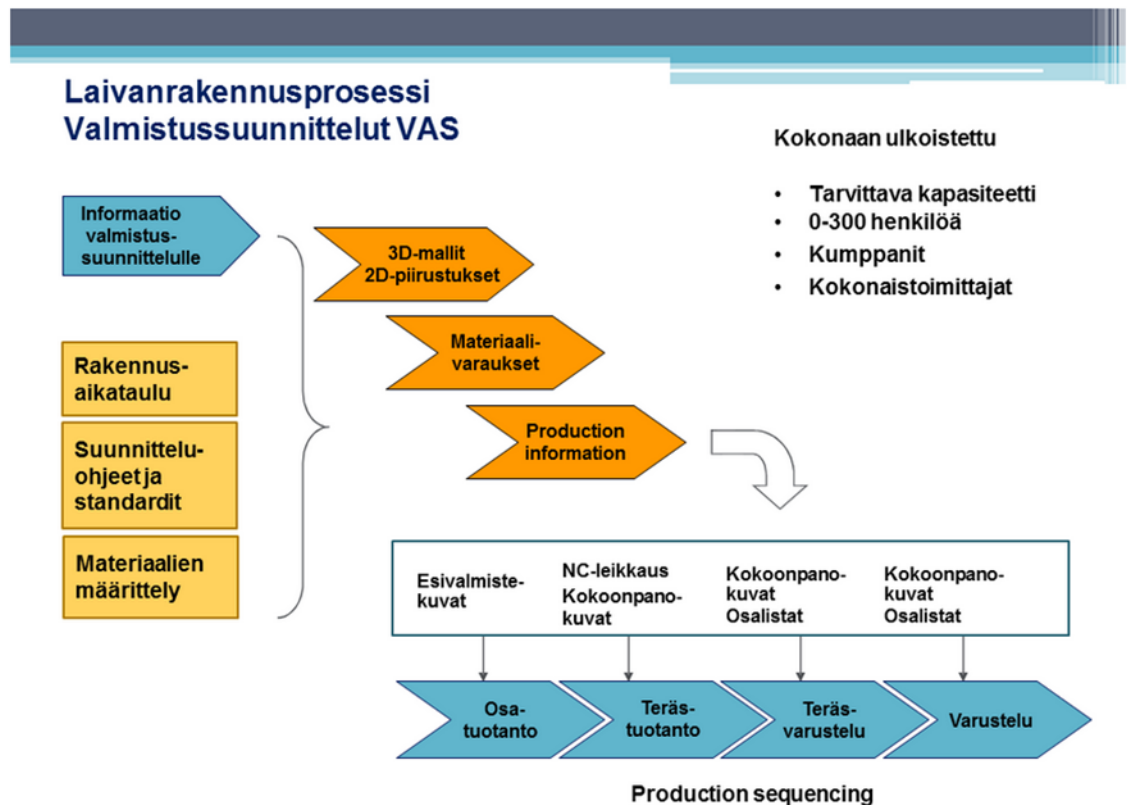 Laivanrakennusprosessi
Valmistussuunnittelut VAS
Kokonaan ulkoistettu
• Tarvittava kapasiteetti
• 0-300 henkilöä
• Kumppanit
• Kokonaistoimittajat
Informaatio
valmistus-
suunnittelulle
3D-mallit
2D-piirustukset
Materiaali-
varaukset
Production
information
Rakennus-
aikataulu
Suunnittelu-
ohjeet ja
standardit
Materiaalien
määrittely
Esivalmiste-
kuvat
NC-leikkaus
Kokoonpano-
kuvat
Kokoonpano-
kuvat
Osalistat
Kokoonpano-
kuvat
Osalistat
Osa-
tuotanto
Teräs-
tuotanto
Teräs-
varustelu
Varustelu
Production sequencing